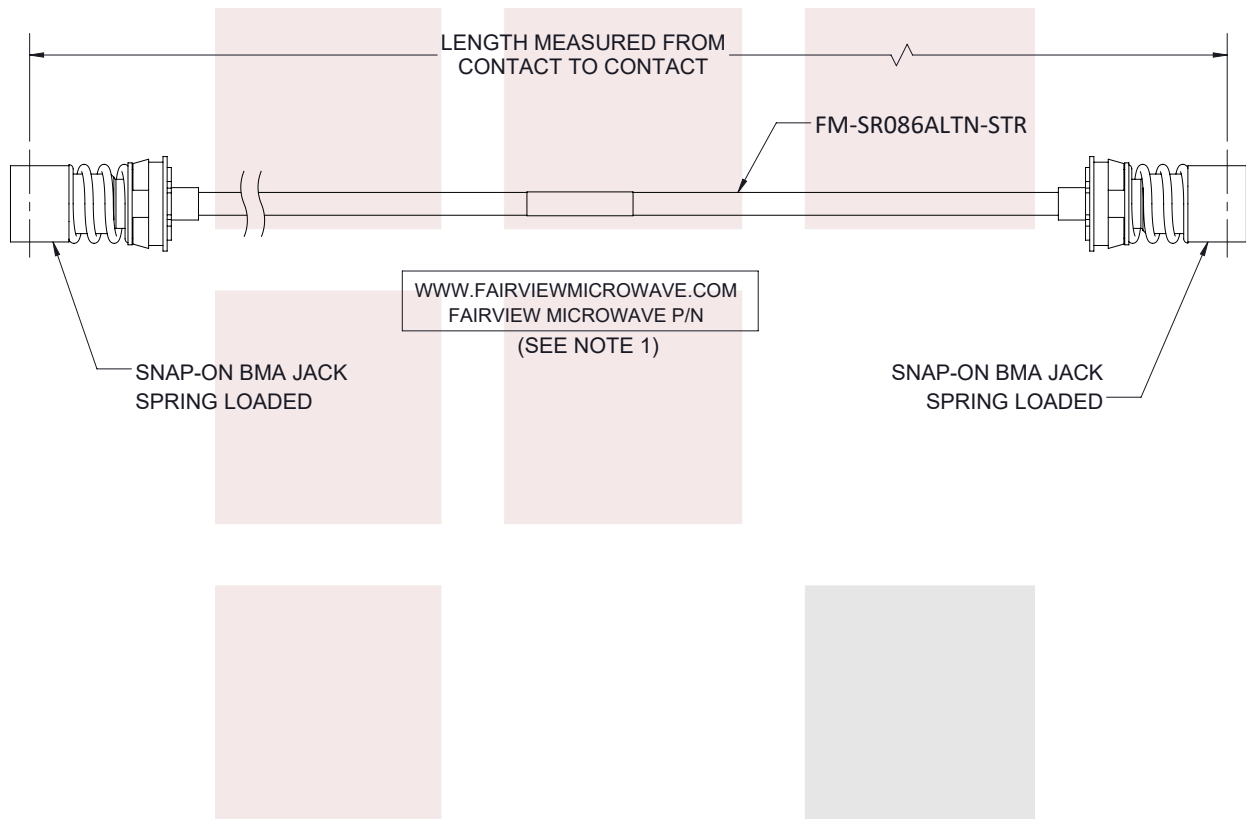 LENGTH MEASURED FROM
CONTACT TO CONTACT
FM-SR086ALTN-STR
WWW.FAIRVIEWMICROWAVE.COM
FAIRVIEW MICROWAVE P/N
(SEE NOTE 1)
SNAP-ON BMA JACK
SPRING LOADED
SNAP-ON BMA JACK
SPRING LOADED